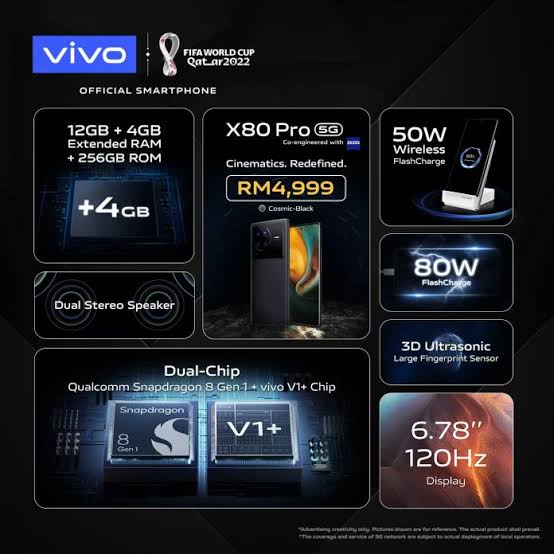 vivo
FIFA WORLD CUP
Qatar2022
OFFICIAL SMARTPHONE
12GB + 4GB
Extended RAM
+ 256GB ROM
+4GB
Dual Stereo Speaker
X80 Pro 5G
Co-engineered with ZEISS
Cinematics. Redefined.
RM4,999
Cosmic-Black
50W
Wireless
FlashCharge
60%
80W
FlashCharge
3D Ultrasonic
Large Fingerprint Sensor
Dual-Chip
Qualcomm Snapdragon 8 Gen 1 + vivo V1+ Chip
Snapdragon
8
Gen 1
V1+
6.78”
120Hz
Display
*Advertising creativity only. Pictures shown are for reference. The actual product shall prevail.
*The coverage and service of 5G network are subject to actual deployment of local operators.